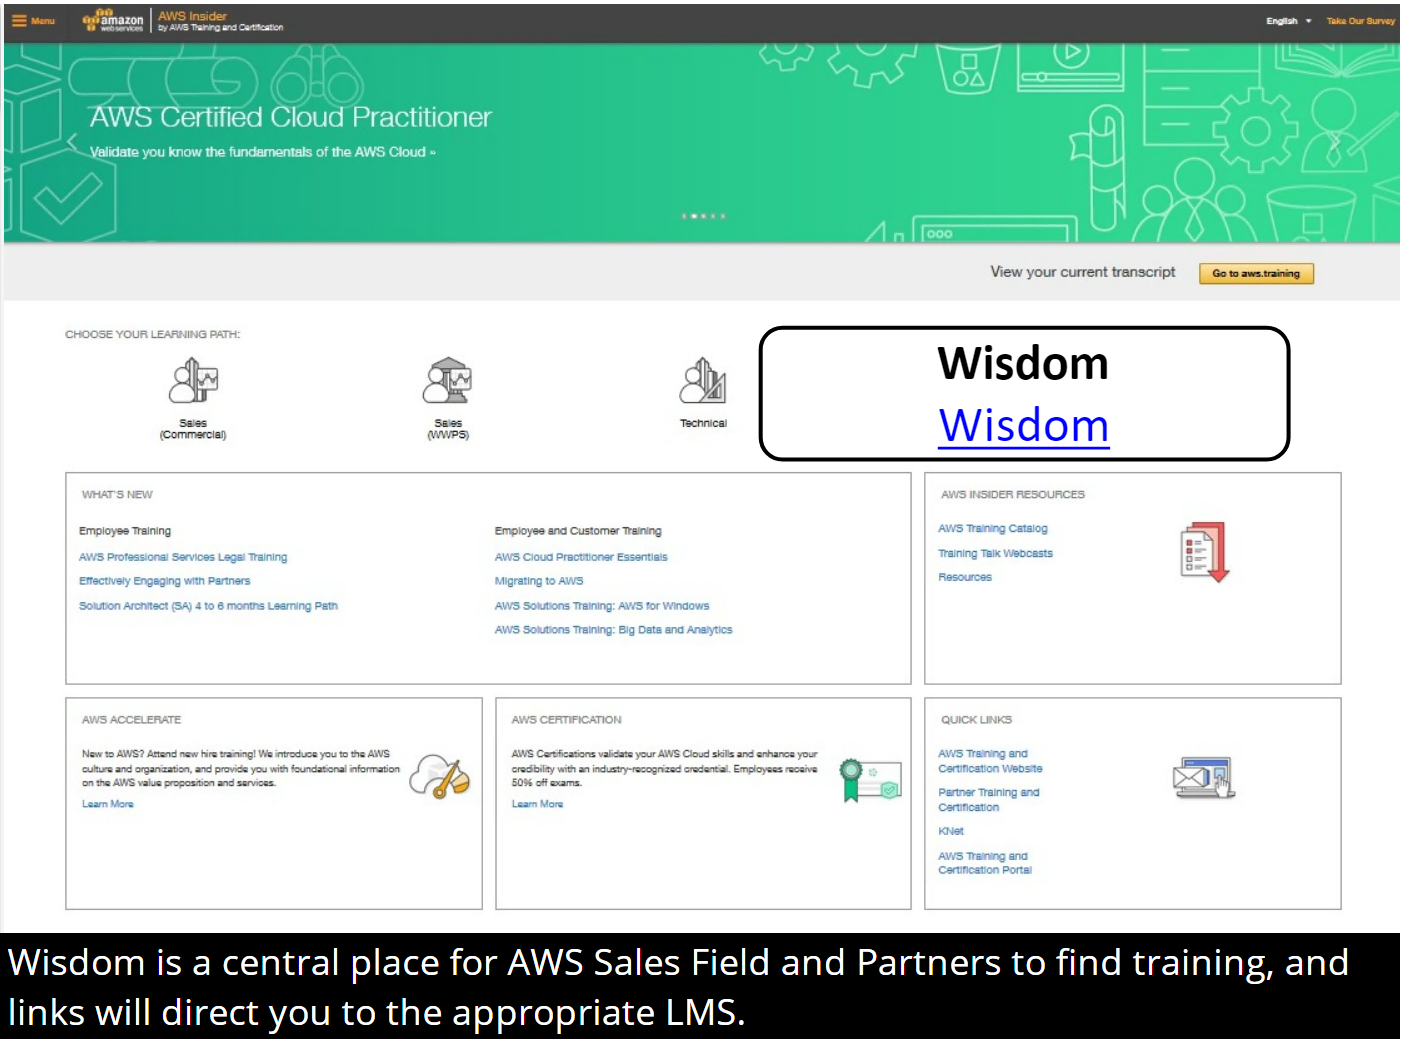 Menu
amazon
webservices
AWS Insider
by AWS Training and Certification
English
Take Our Survey
AWS Certified Cloud Practitioner
Validate you know the fundamentals of the AWS Cloud »
View your current transcript
Go to aws.training
CHOOSE YOUR LEARNING PATH:
Sales
(Commercial)
Sales
(WWPS)
Technical
Wisdom
Wisdom
WHAT'S NEW
Employee Training
AWS Professional Services Legal Training
Effectively Engaging with Partners
Solution Architect (SA) 4 to 6 months Learning Path
Employee and Customer Training
AWS Cloud Practitioner Essentials
Migrating to AWS
AWS Solutions Training: AWS for Windows
AWS Solutions Training: Big Data and Analytics
AWS INSIDER RESOURCES
AWS Training Catalog
Training Talk Webcasts
Resources
AWS ACCELERATE
New to AWS? Attend new hire training! We introduce you to the AWS
culture and organization, and provide you with foundational information
on the AWS value proposition and services.
Learn More
AWS CERTIFICATION
AWS Certifications validate your AWS Cloud skills and enhance your
credibility with an industry-recognized credential. Employees receive
50% off exams.
Learn More
QUICK LINKS
AWS Training and
Certification Website
Partner Training and
Certification
KNet
AWS Training and
Certification Portal
Wisdom is a central place for AWS Sales Field and Partners to find training, and
links will direct you to the appropriate LMS.